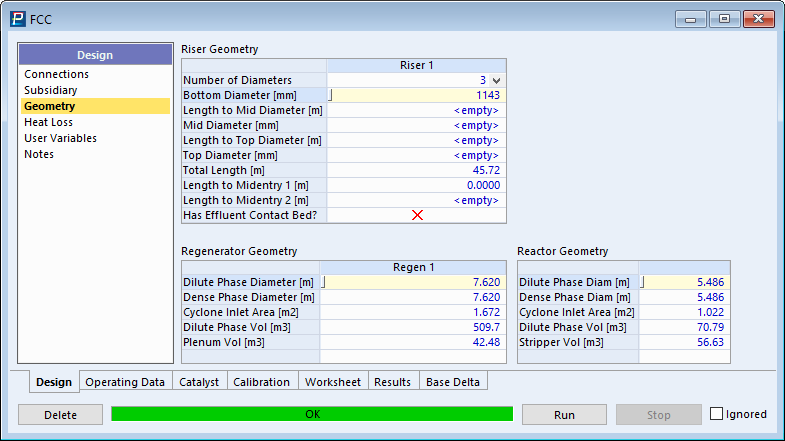 FCC
Design
Connections
Subsidiary
Geometry
Heat Loss
User Variables
Notes
Riser Geometry
Riser 1
Number of Diameters 3
Bottom Diameter [mm] 1143
Length to Mid Diameter [m] <empty>
Mid Diameter [mm] <empty>
Length to Top Diameter [m] <empty>
Top Diameter [mm] <empty>
Total Length [m] 45.72
Length to Midentry 1 [m] 0.0000
Length to Midentry 2 [m] <empty>
Has Effluent Contact Bed?
Regenerator Geometry
Regen 1
Dilute Phase Diameter [m] 7.620
Dense Phase Diameter [m] 7.620
Cyclone Inlet Area [m2] 1.672
Dilute Phase Vol [m3] 509.7
Plenum Vol [m3] 42.48
Reactor Geometry
Dilute Phase Diam [m] 5.486
Dense Phase Diam [m] 5.486
Cyclone Inlet Area [m2] 1.022
Dilute Phase Vol [m3] 70.79
Stripper Vol [m3] 56.63
Design Operating Data Catalyst Calibration Worksheet Results Base Delta
Delete OK Run Stop Ignored